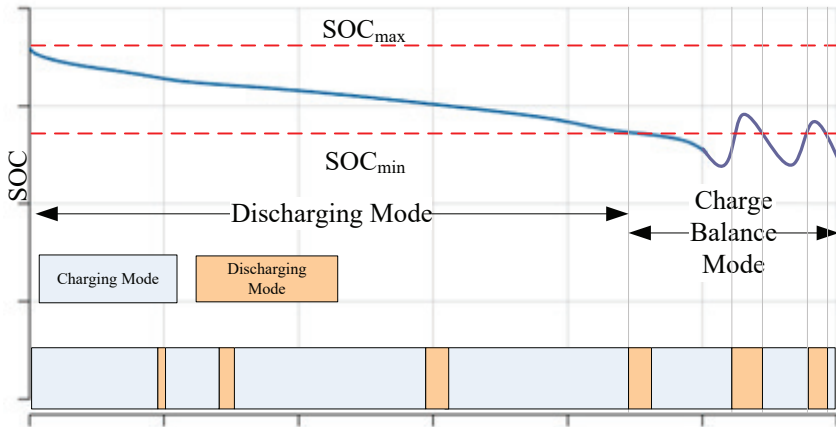 SOCmax
SOCmin
SOC
Discharging Mode
Charge
Balance
Mode
Charging Mode
Discharging
Mode